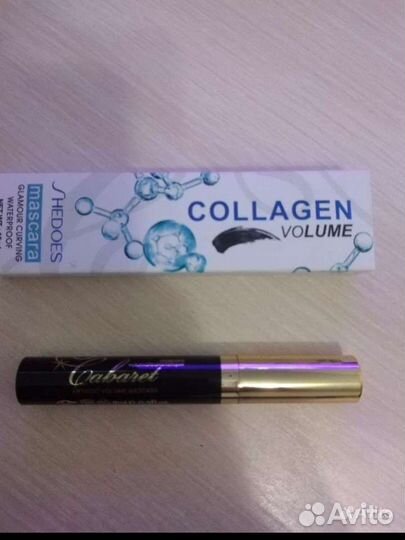 COLLAGEN
VOLUME
SHEDOES
mascara
GLAMOUR CURVING
WATERPROOF
Cabaret
Avito